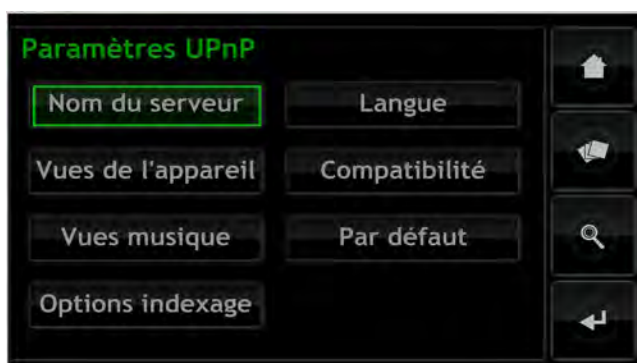 Paramètres UPnP
Nom du serveur
Langue
Vues de l'appareil
Compatibilité
Vues musique
Par défaut
Options indexage